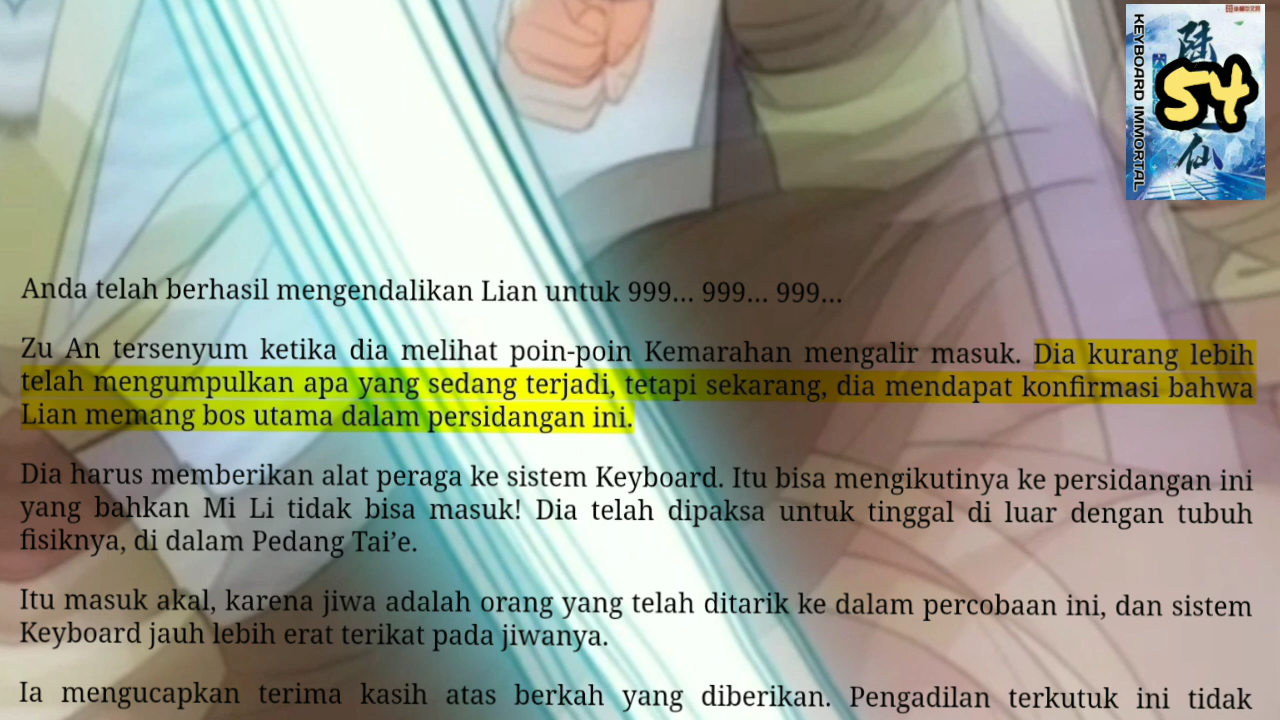 KEYBOARD IMMORTAL
54
仙
Anda telah berhasil mengendalikan Lian untuk 999... 999... 999...
Zu An tersenyum ketika dia melihat poin-poin Kemarahan mengalir masuk. Dia kurang lebih
telah mengumpulkan apa yang sedang terjadi, tetapi sekarang, dia mendapat konfirmasi bahwa
Lian memang bos utama dalam persidangan ini.
Dia harus memberikan alat peraga ke sistem Keyboard. Itu bisa mengikutinya ke persidangan ini
yang bahkan Mi Li tidak bisa masuk! Dia telah dipaksa untuk tinggal di luar dengan tubuh
fisiknya, di dalam Pedang Tai’e.
Itu masuk akal, karena jiwa adalah orang yang telah ditarik ke dalam percobaan ini, dan sistem
Keyboard jauh lebih erat terikat pada jiwanya.
Ia mengucapkan terima kasih atas berkah yang diberikan. Pengadilan terkutuk ini tidak